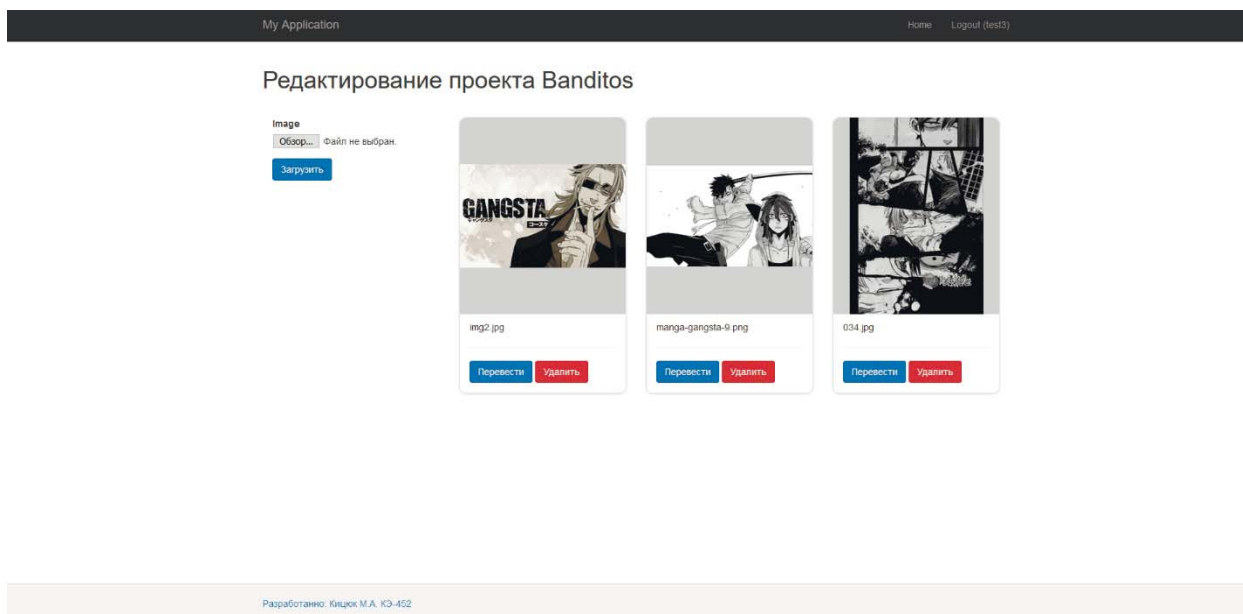 My Application
Home
Logout (test3)
Редактирование проекта Banditos
Image
Обзор... Файл не выбран.
Загрузить
GANGSTA
img2.jpg
manga-gangsta-9.png
034.jpg
Перевести
Удалить
Перевести
Удалить
Перевести
Удалить
Разработанно: Кицюк М.А. КЭ-452